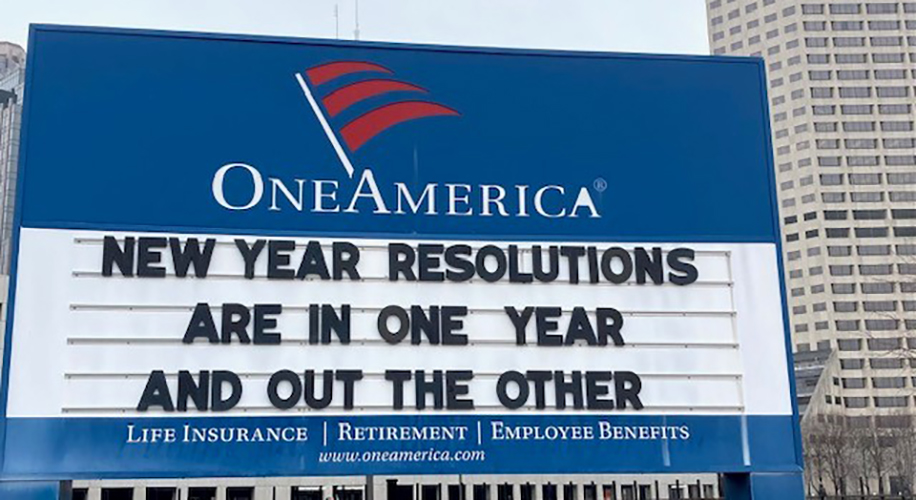 ONEAMERICA®
NEW YEAR RESOLUTIONS
ARE IN ONE YEAR
AND OUT THE OTHER
LIFE INSURANCE | RETIREMENT | EMPLOYEE BENEFITS
www.oneamerica.com